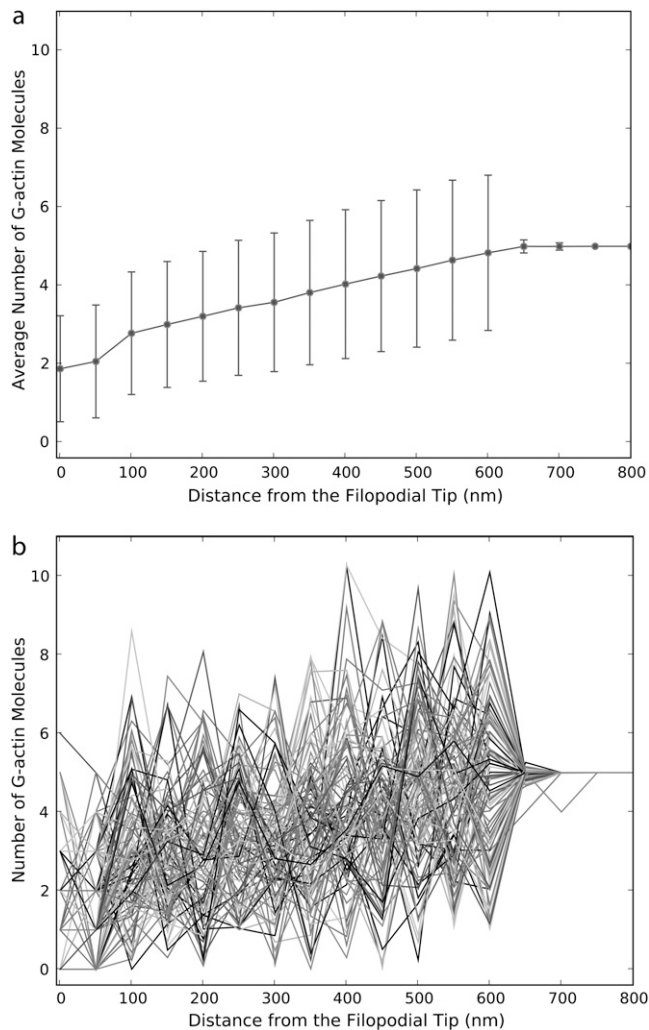 a
10
8
6
4
2
0
Average Number of G-actin Molecules
0 100 200 300 400 500 600 700 800
Distance from the Filopodial Tip (nm)
b
10
8
6
4
2
0
Number of G-actin Molecules
0 100 200 300 400 500 600 700 800
Distance from the Filopodial Tip (nm)